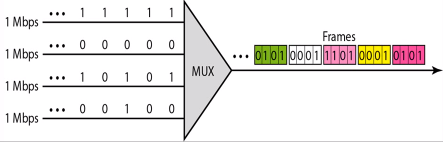 1 Mbps ••• 1 1 1 1 1
1 Mbps ••• 0 0 0 0 0
1 Mbps ••• 1 0 1 0 1
1 Mbps ••• 0 0 1 0 0
MUX
Frames
••• 0101 0001 1101 0001 0101